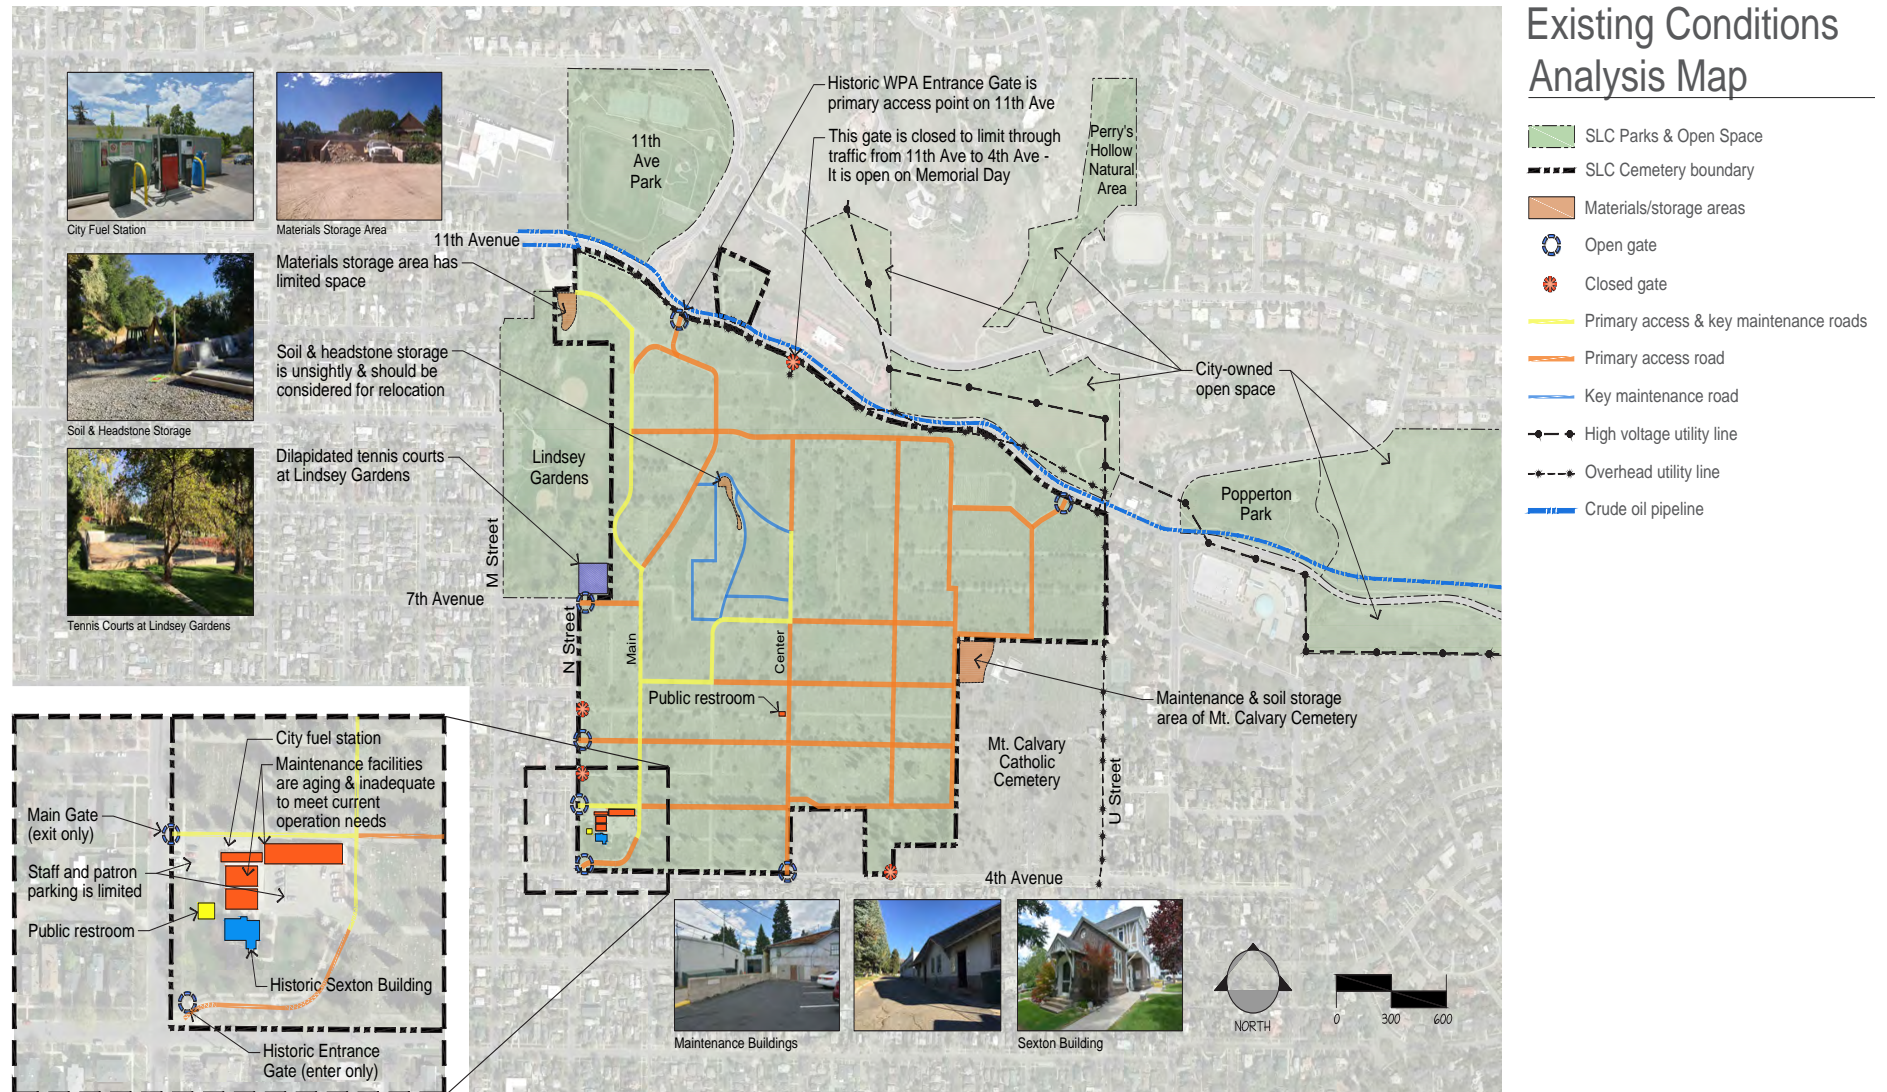 Existing Conditions
Analysis Map
SLC Parks & Open Space
SLC Cemetery boundary
Materials/storage areas
Open gate
Closed gate
Primary access & key maintenance roads
Primary access road
Key maintenance road
High voltage utility line
Overhead utility line
Crude oil pipeline
City Fuel Station
Materials Storage Area
Soil & Headstone Storage
Tennis Courts at Lindsey Gardens
11th Avenue
Materials storage area has
limited space
Soil & headstone storage
is unsightly & should be
considered for relocation
Dilapidated tennis courts
at Lindsey Gardens
11th
Ave
Park
Historic WPA Entrance Gate is
primary access point on 11th Ave
This gate is closed to limit through
traffic from 11th Ave to 4th Ave -
It is open on Memorial Day
Perry's
Hollow
Natural
Area
City-owned
open space
Lindsey
Gardens
Popperton
Park
M Street
7th Avenue
N Street
Main
Center
Public restroom
Maintenance & soil storage
area of Mt. Calvary Cemetery
Mt. Calvary
Catholic
Cemetery
U Street
4th Avenue
City fuel station
Maintenance facilities
are aging & inadequate
to meet current
operation needs
Main Gate
(exit only)
Staff and patron
parking is limited
Public restroom
Historic Sexton Building
Historic Entrance
Gate (enter only)
Maintenance Buildings
Sexton Building
NORTH
0 300 600